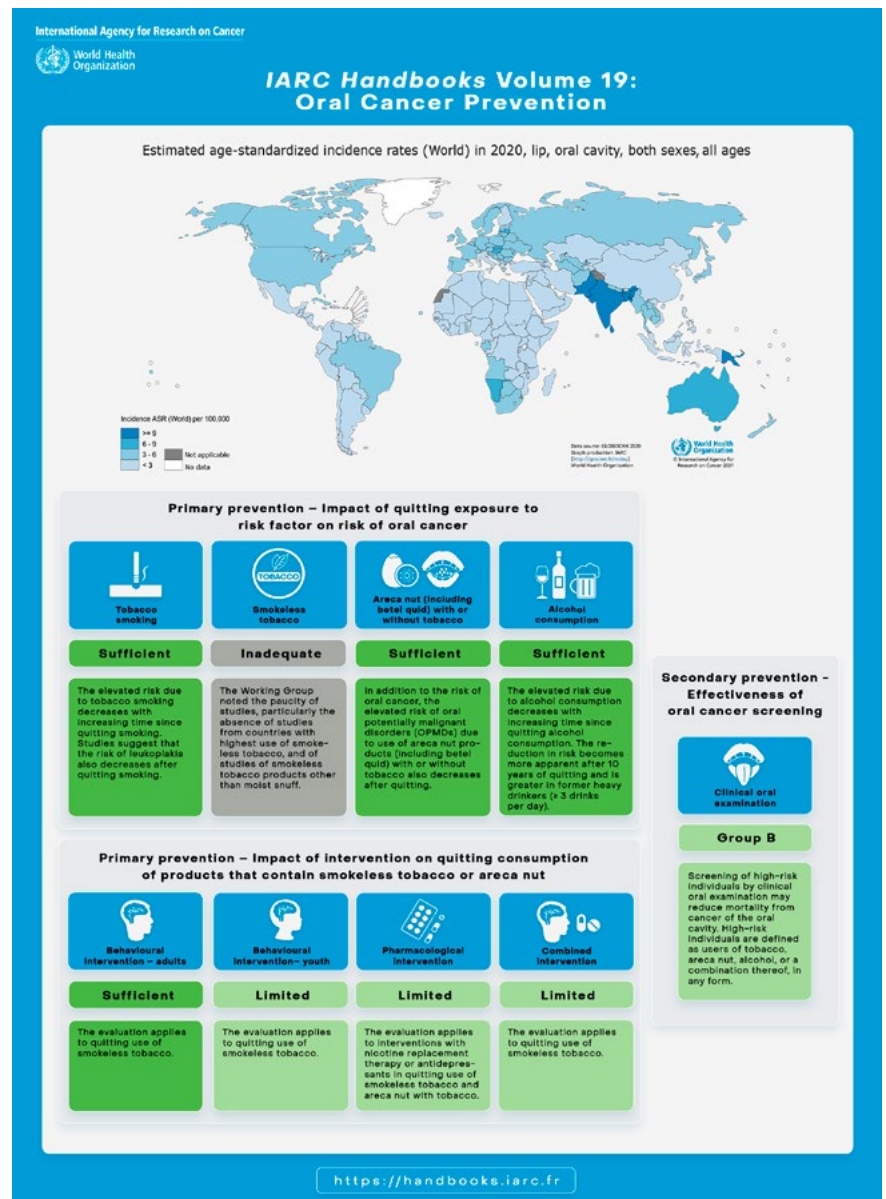 International Agency for Research on Cancer
World Health
Organization
IARC Handbooks Volume 19:
Oral Cancer Prevention
Estimated age-standardized incidence rates (World) in 2020, lip, oral cavity, both sexes, all ages
Incidence ASR (World) per 100,000
>= 9
6 - 9
3 - 6
< 3
Not applicable
No data
Data source: GLOBOCAN 2020
Graph production: IARC
World Health Organization
World Health
Organization
© International Agency for
Research on Cancer 2021
Primary prevention – Impact of quitting exposure to
risk factor on risk of oral cancer
Tobacco
smoking
Sufficient
The elevated risk due
to tobacco smoking
decreases with
increasing time since
quitting smoking.
Studies suggest that
the risk of leukoplakia
also decreases after
quitting smoking.
TOBACCO
Smokeless
tobacco
Inadequate
The Working Group
noted the paucity of
studies, particularly the
absence of studies
from countries with
highest use of smoke-
less tobacco, and of
studies of smokeless
tobacco products other
than moist snuff.
Areca nut (including
betel quid) with or
without tobacco
Sufficient
In addition to the risk of
oral cancer, the
elevated risk of oral
potentially malignant
disorders (OPMDs) due
to use of areca nut pro-
ducts (including betel
quid) with or without
tobacco also decreases
after quitting.
Alcohol
consumption
Sufficient
The elevated risk due
to alcohol consumption
decreases with
increasing time since
quitting alcohol
consumption. The re-
duction in risk becomes
more apparent after 10
years of quitting and is
greater in former heavy
drinkers (≥ 3 drinks
per day).
Primary prevention – Impact of intervention on quitting consumption
of products that contain smokeless tobacco or areca nut
Behavioural
intervention – adults
Sufficient
The evaluation applies
to quitting use of
smokeless tobacco.
Behavioural
intervention– youth
Limited
The evaluation applies
to quitting use of
smokeless tobacco.
Pharmacological
intervention
Limited
The evaluation applies
to interventions with
nicotine replacement
therapy or antidepres-
sants in quitting use of
smokeless tobacco and
areca nut with tobacco.
Combined
intervention
Limited
The evaluation applies
to quitting use of
smokeless tobacco.
Secondary prevention –
Effectiveness of
oral cancer screening
Clinical oral
examination
Group B
Screening of high-risk
individuals by clinical
oral examination may
reduce mortality from
cancer of the oral
cavity. High-risk
individuals are defined
as users of tobacco,
areca nut, alcohol, or a
combination thereof, in
any form.
https://handbooks.iarc.fr